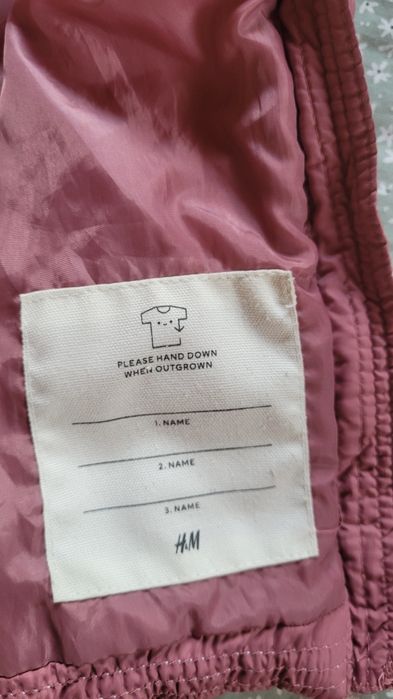 PLEASE HAND DOWN
WHEN OUTGROWN
1. NAME
2. NAME
3. NAME
H&M